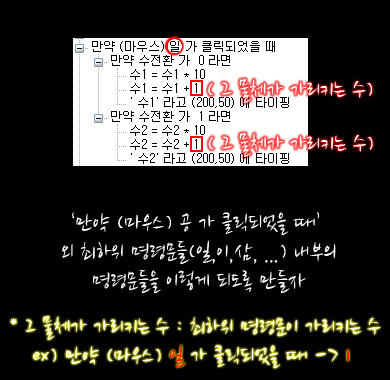 만약 (마우스) 일 가 클릭되었을 때
만약 수전환 가 0 라면
수1 = 수1 * 10
수1 = 수1 + 1 ( 그 물체가 가리키는 수)
' 수1' 라고 (200,50) 에 타이핑
만약 수전환 가 1 라면
수2 = 수2 * 10
수2 = 수2 + 1 ( 그 물체가 가리키는 수)
' 수2' 라고 (200,50) 에 타이핑
'만약 (마우스) 공 가 클릭되었을 때'
외 최하위 명령문들(일,이,삼, ...) 내부의
명령문들을 이렇게 되도록 만들자
* 그 물체가 가리키는 수 : 최하위 명령문이 가리키는 수
ex) 만약 (마우스) 일 가 클릭되었을 때 -> 1